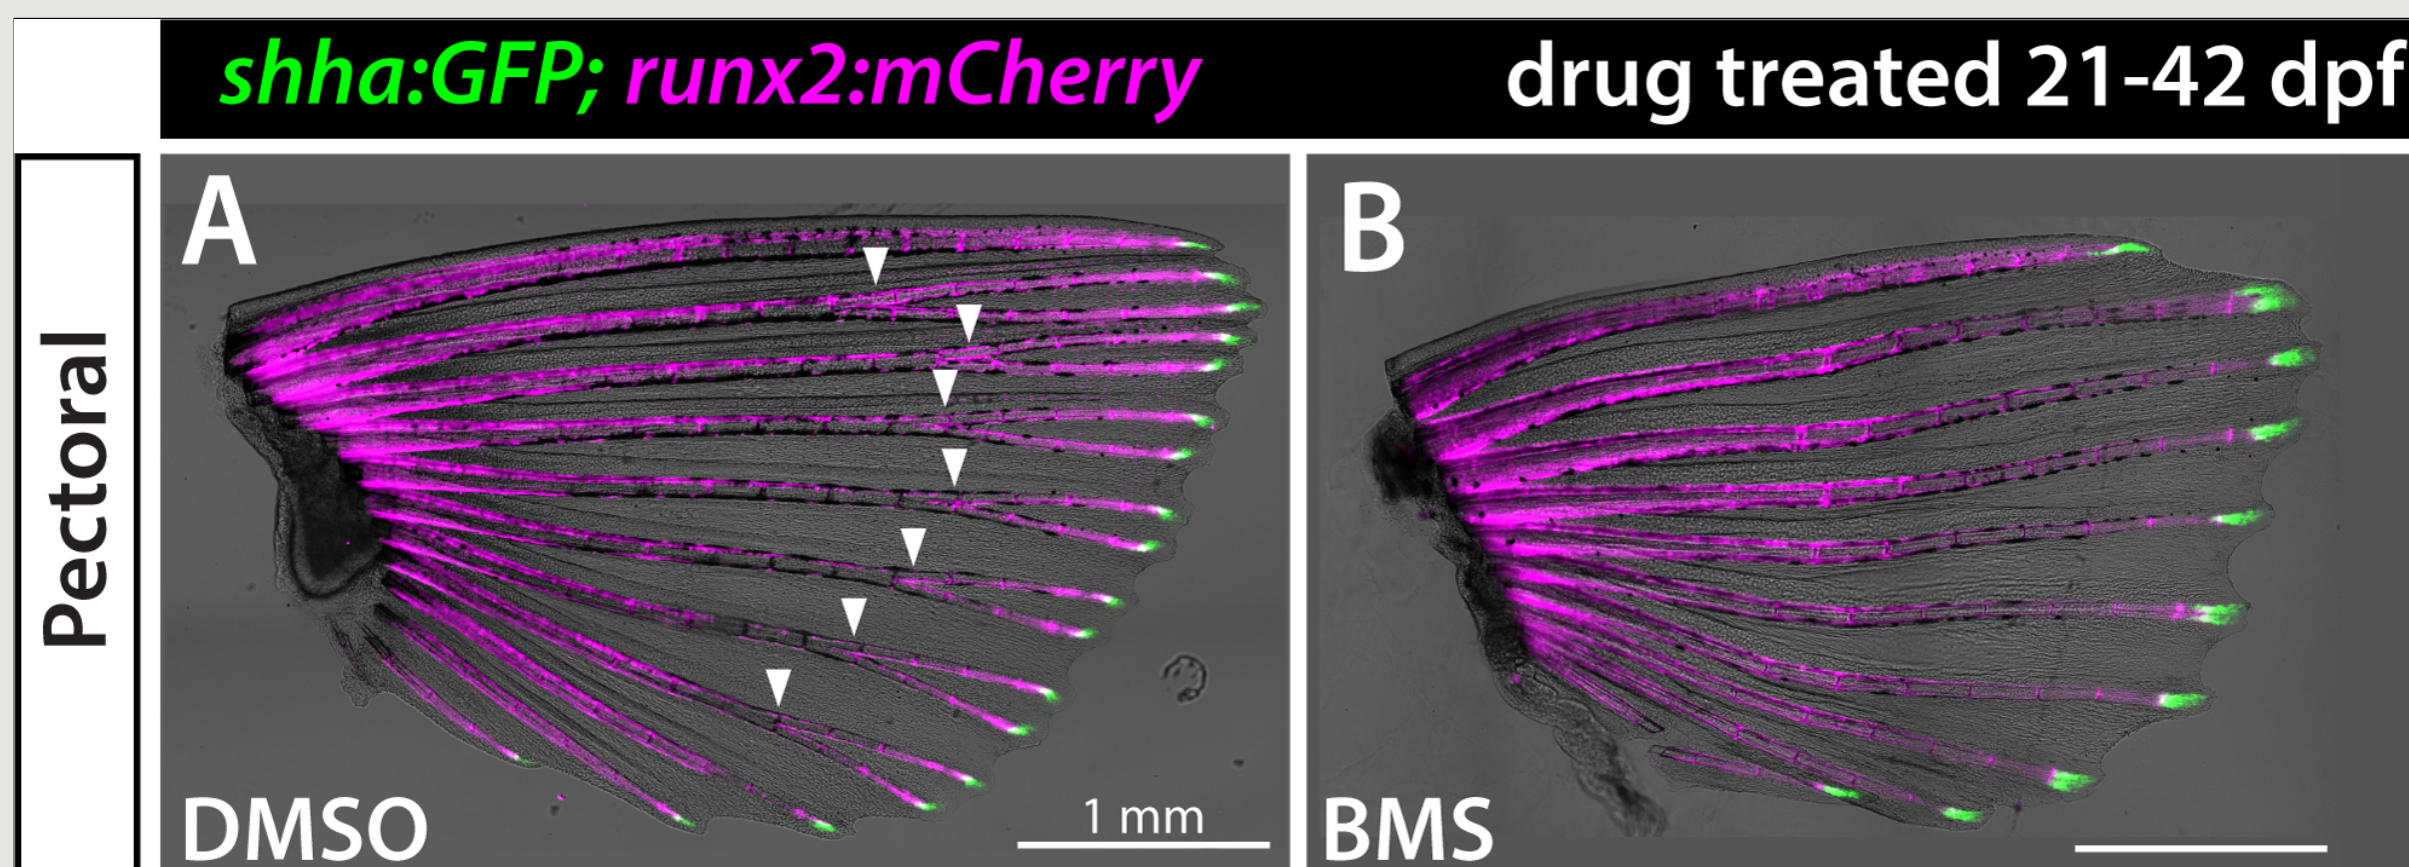 shha:GFP; runx2:mCherry
drug treated 21-42 dpf
Pectoral
A
DMSO
1 mm
B
BMS